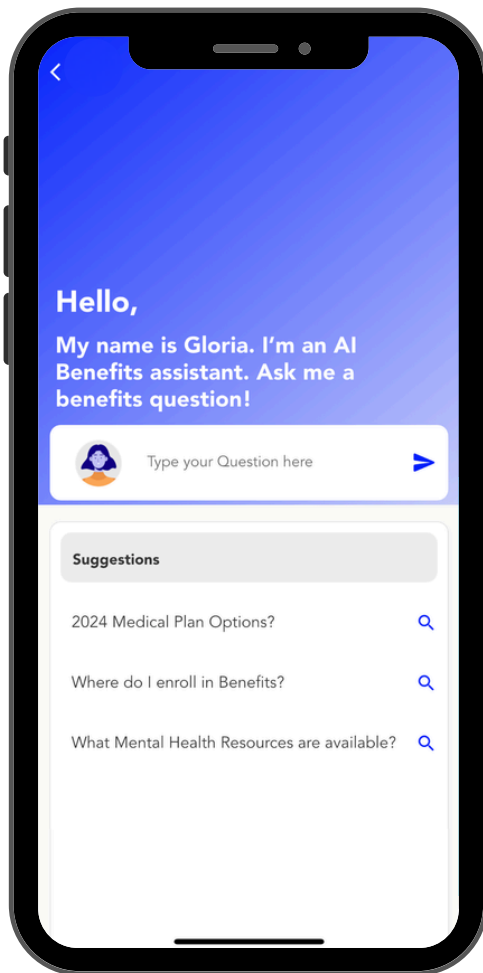 Hello,
My name is Gloria. I’m an AI
Benefits assistant. Ask me a
benefits question!
Type your Question here
Suggestions
2024 Medical Plan Options?
Where do I enroll in Benefits?
What Mental Health Resources are available?